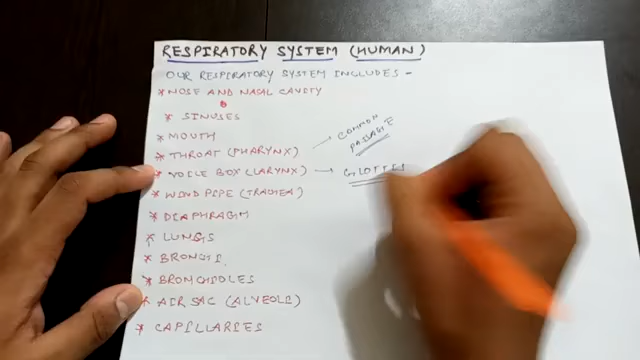 RESPIRATORY SYSTEM (HUMAN)
OUR RESPIRATORY SYSTEM INCLUDES -
* NOSE AND NASAL CAVITY
* SINUSES
* MOUTH
* THROAT (PHARYNX) → COMMON PASSAGE
* VOICE BOX (LARYNX) →
* WIND PIPE (TRACHEA)
* DIAPHRAGM
* LUNGS
* BRONCHI
* BRONCHIOLES
* AIR SAC (ALVEOLI)
* CAPILLARIES